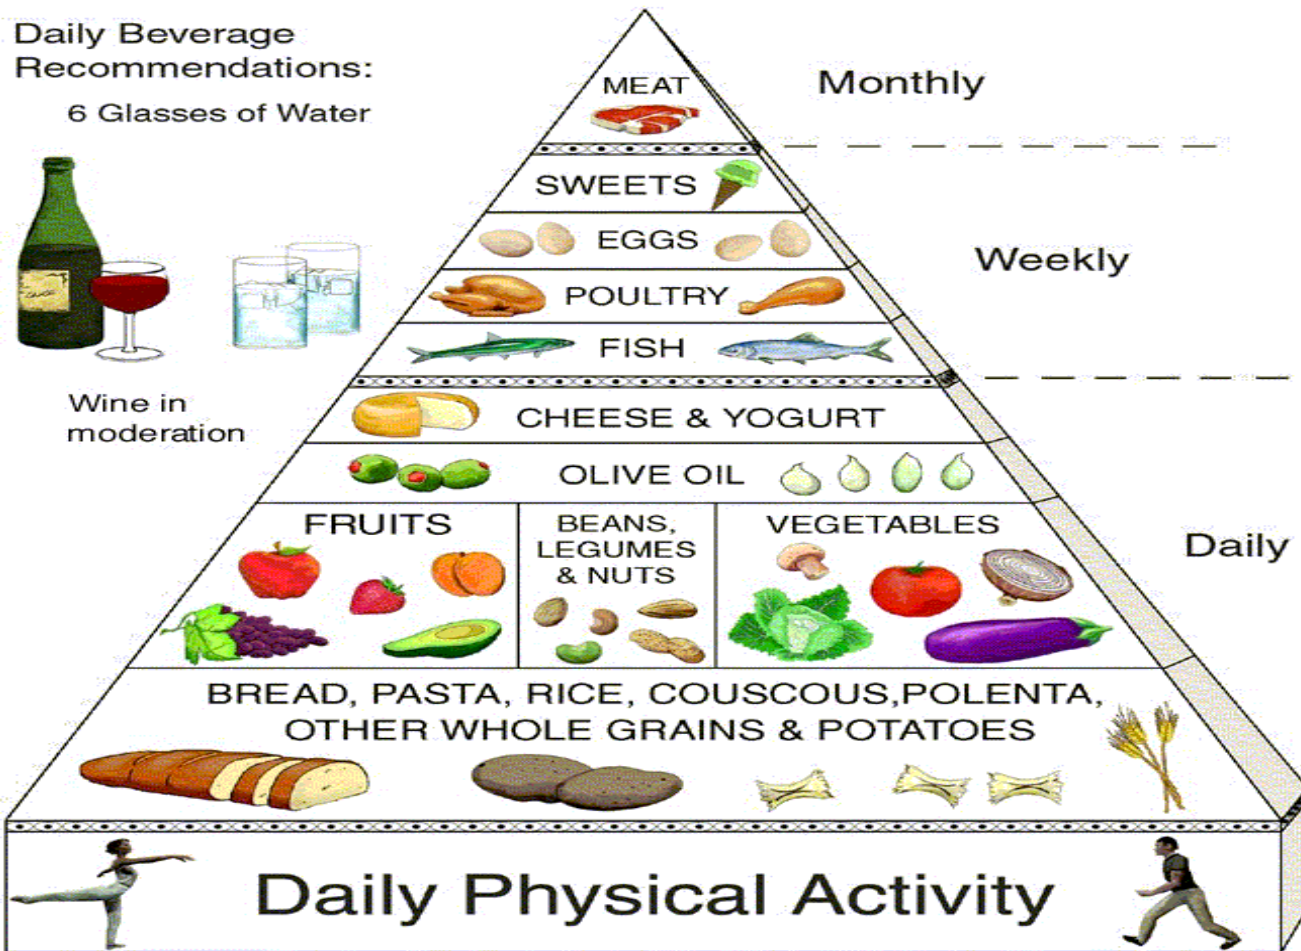 Daily Beverage
Recommendations:
6 Glasses of Water
Wine in
moderation
MEAT
Monthly
SWEETS
EGGS
POULTRY
FISH
Weekly
CHEESE & YOGURT
OLIVE OIL
FRUITS
BEANS,
LEGUMES
& NUTS
VEGETABLES
Daily
BREAD, PASTA, RICE, COUSCOUS,POLENTA,
OTHER WHOLE GRAINS & POTATOES
Daily Physical Activity